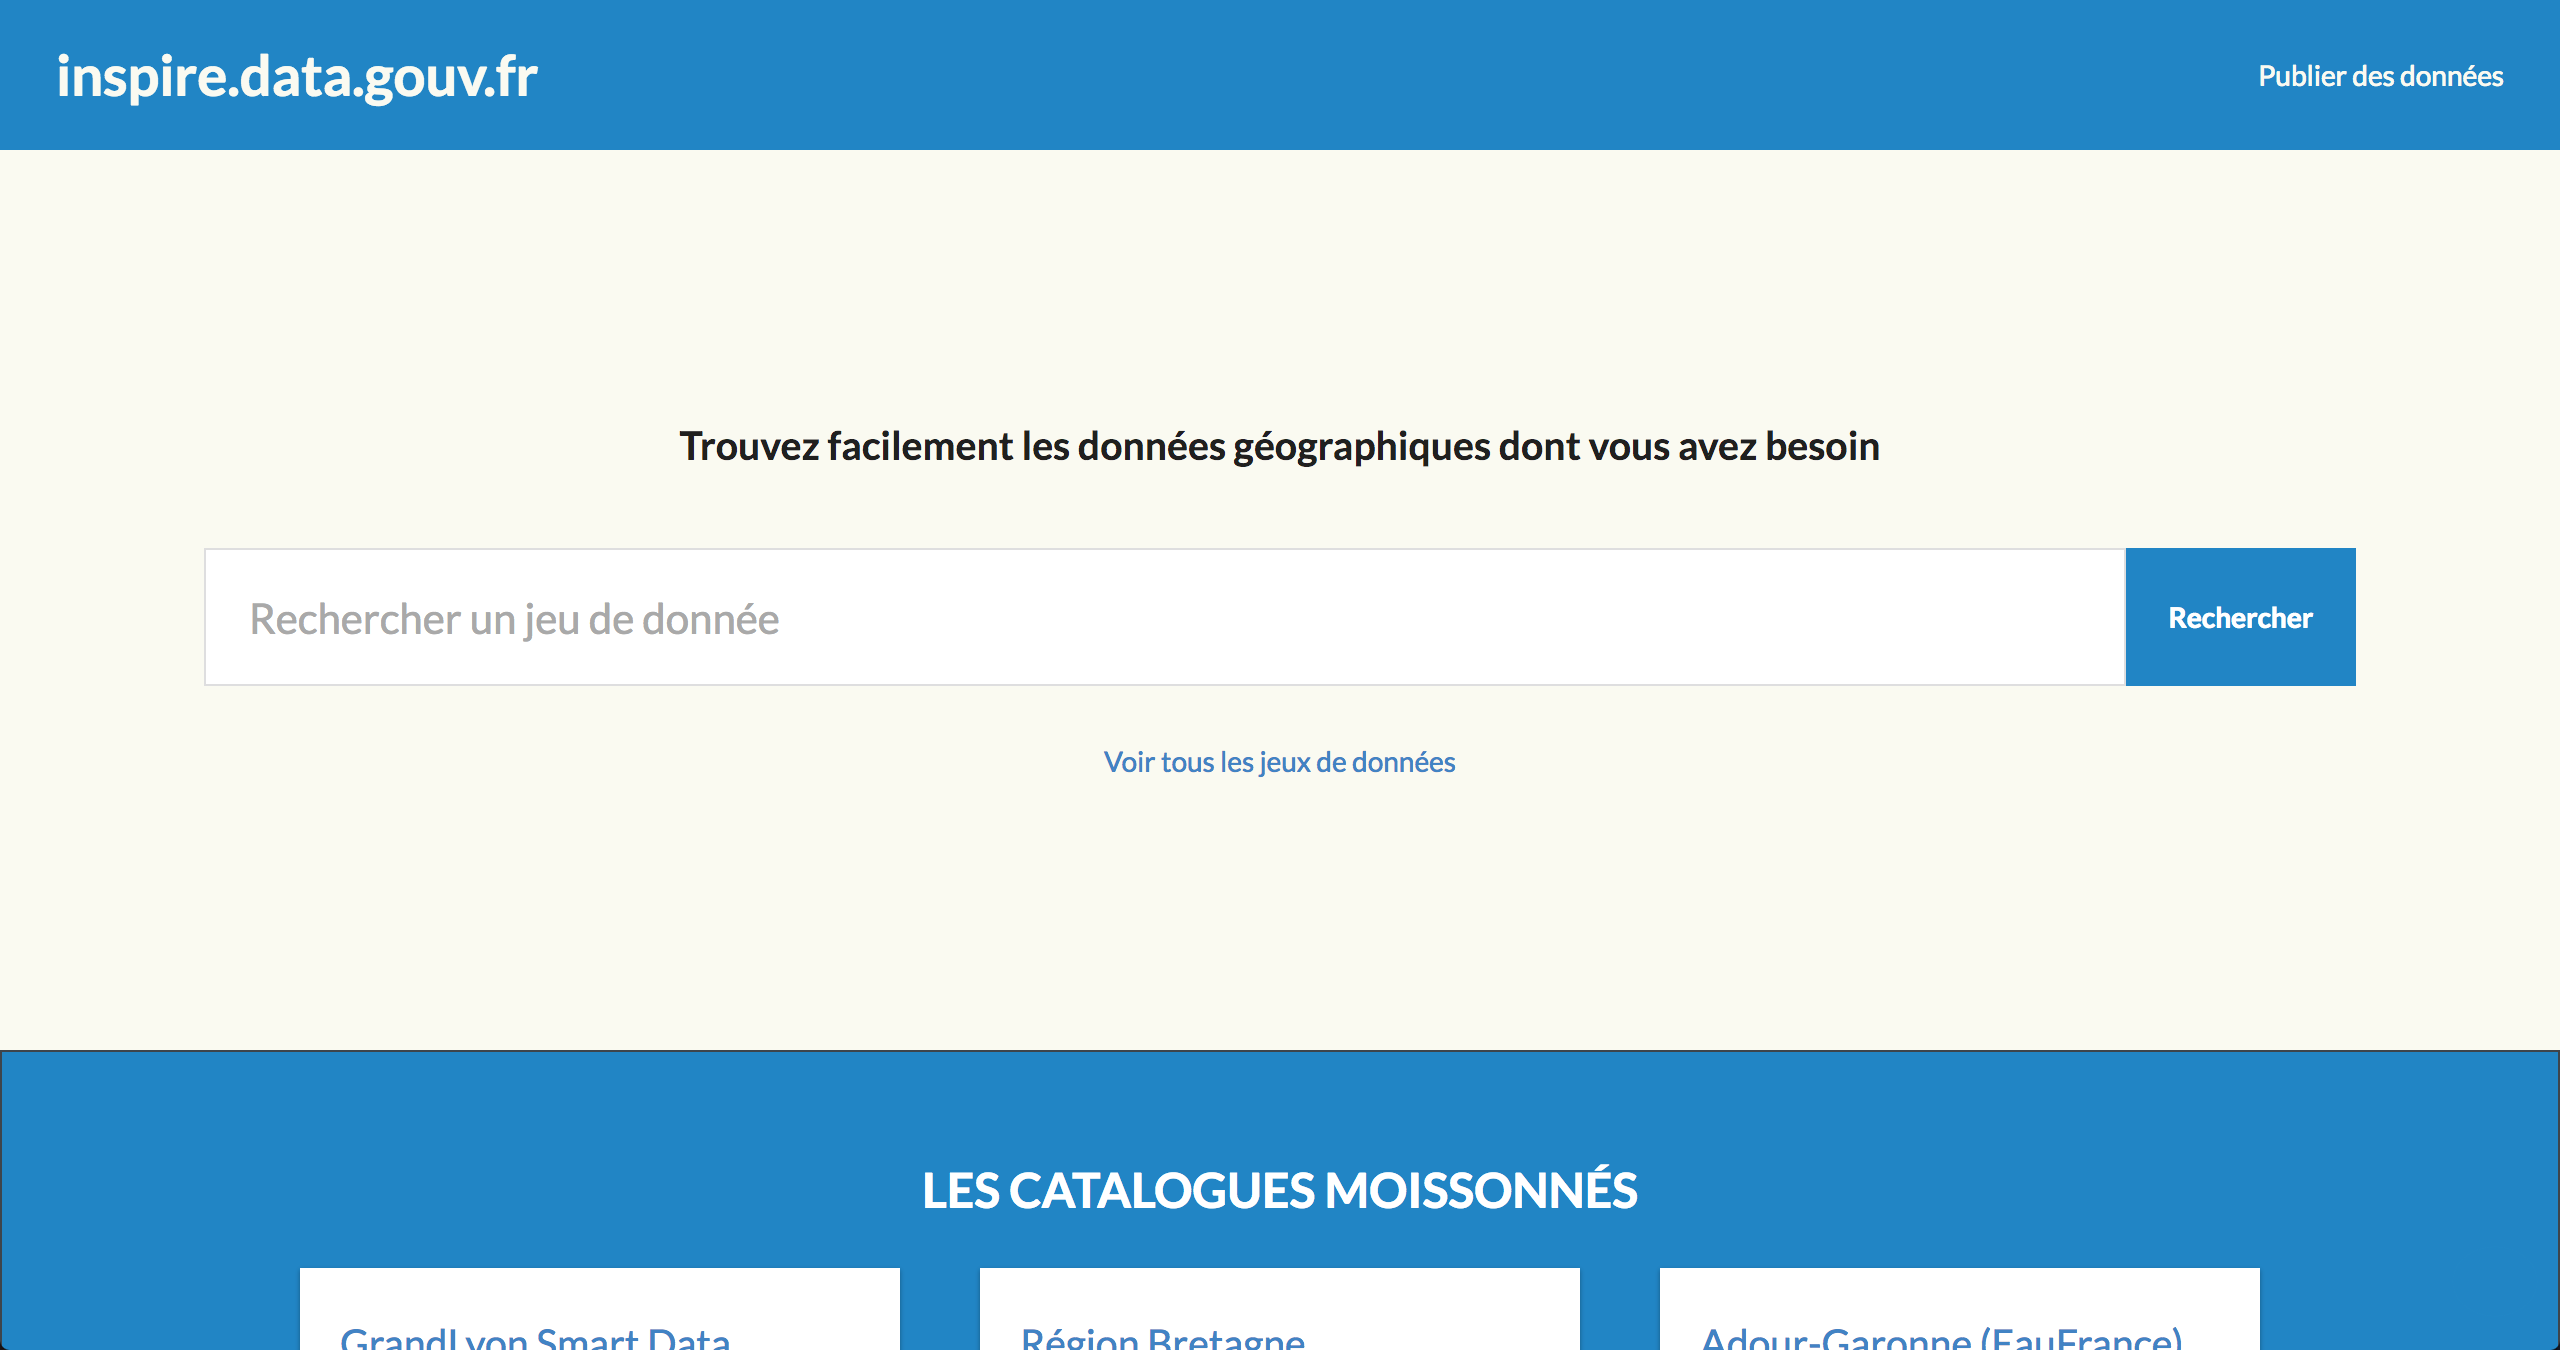 inspire.data.gouv.fr
Publier des données
Trouvez facilement les données géographiques dont vous avez besoin
Rechercher un jeu de donnée
Rechercher
Voir tous les jeux de données
LES CATALOGUES MOISSONNÉS
GrandLyon Smart Data
Région Bretagne
Adour-Garonne (EauFrance)